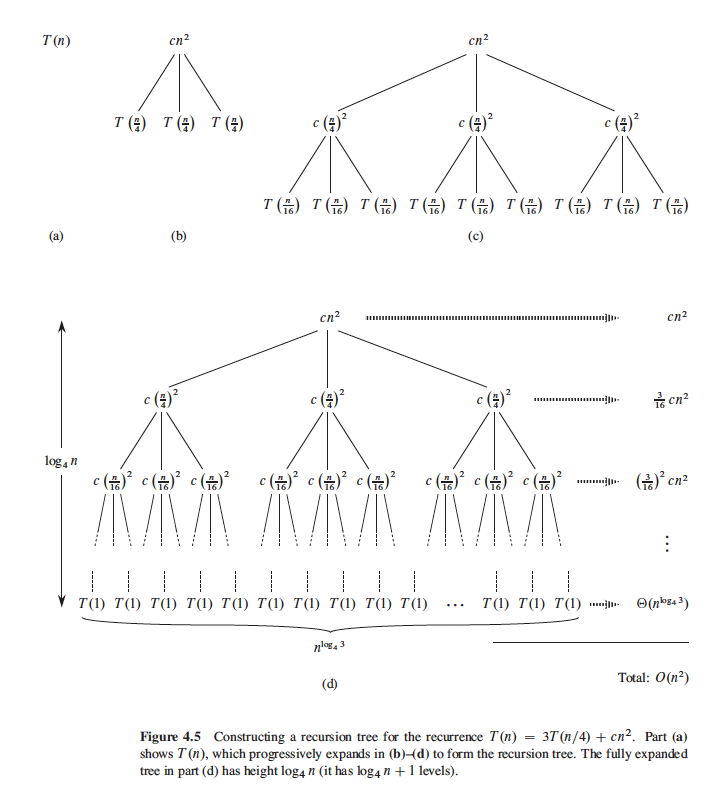 T(n) cn² cn²
T(n/4) T(n/4) T(n/4) c(n/4)² c(n/4)² c(n/4)²
T(n/16) T(n/16) T(n/16) T(n/16) T(n/16) T(n/16) T(n/16) T(n/16) T(n/16)
(a) (b) (c)
cn² cn²
c(n/4)² c(n/4)² c(n/4)² 3/16 cn²
log₄ n
c(n/16)² c(n/16)² c(n/16)² c(n/16)² c(n/16)² c(n/16)² c(n/16)² c(n/16)² c(n/16)² (3/16)² cn²
⋮
T(1) T(1) T(1) T(1) T(1) T(1) T(1) T(1) T(1) T(1) … T(1) T(1) T(1) Θ(n^log₄ 3)
n^log₄ 3
Total: O(n²)
(d)
Figure 4.5 Constructing a recursion tree for the recurrence T(n) = 3T(n/4) + cn². Part (a)
shows T(n), which progressively expands in (b)–(d) to form the recursion tree. The fully expanded
tree in part (d) has height log₄ n (it has log₄ n + 1 levels).